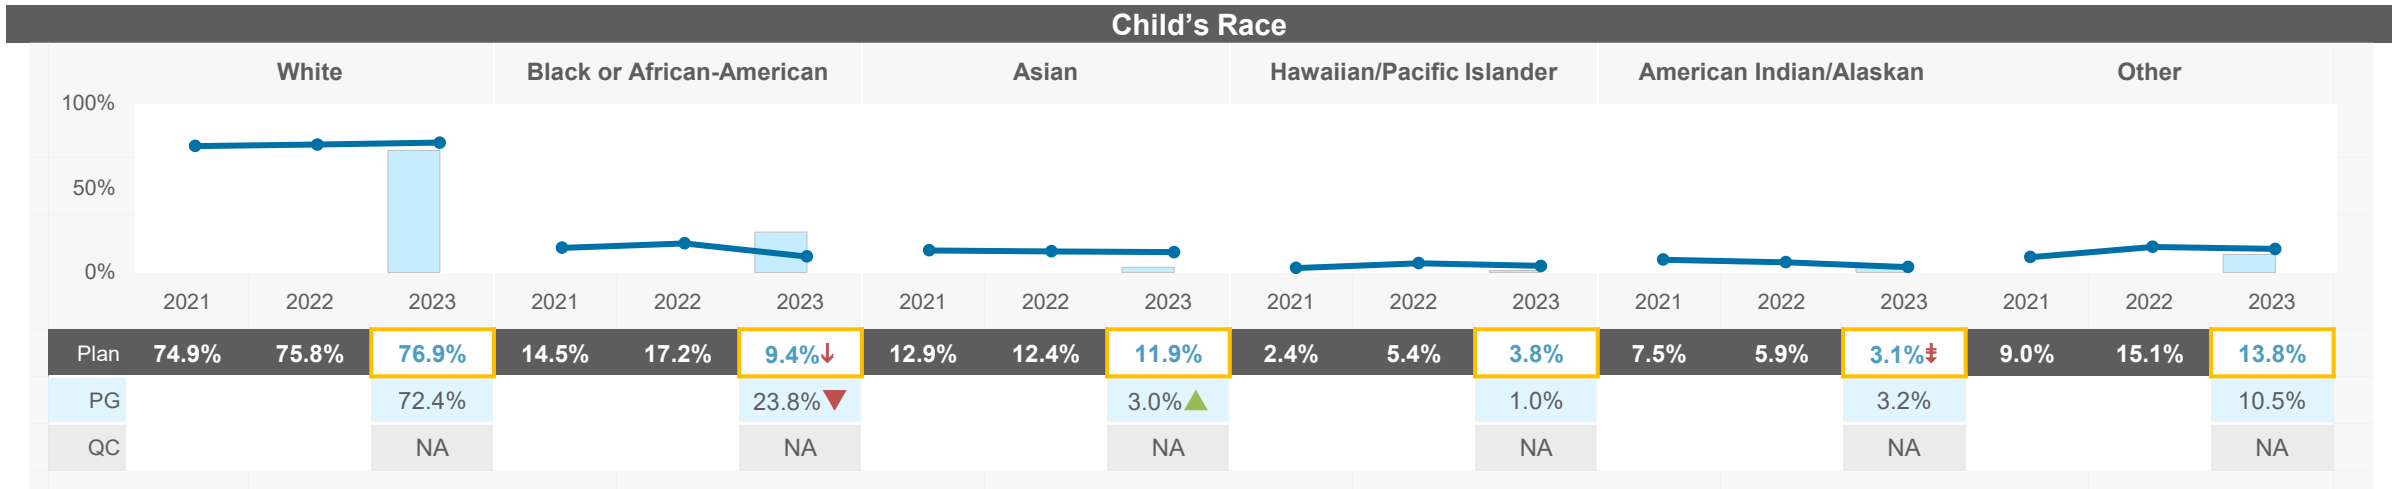 Child’s Race
White Black or African-American Asian Hawaiian/Pacific Islander American Indian/Alaskan Other
100%
50%
0%
2021 2022 2023 2021 2022 2023 2021 2022 2023 2021 2022 2023 2021 2022 2023 2021 2022 2023
Plan 74.9% 75.8% 76.9% 14.5% 17.2% 9.4%↓ 12.9% 12.4% 11.9% 2.4% 5.4% 3.8% 7.5% 5.9% 3.1%⇟ 9.0% 15.1% 13.8%
PG 72.4% 23.8%▼ 3.0%▲ 1.0% 3.2% 10.5%
QC NA NA NA NA NA NA